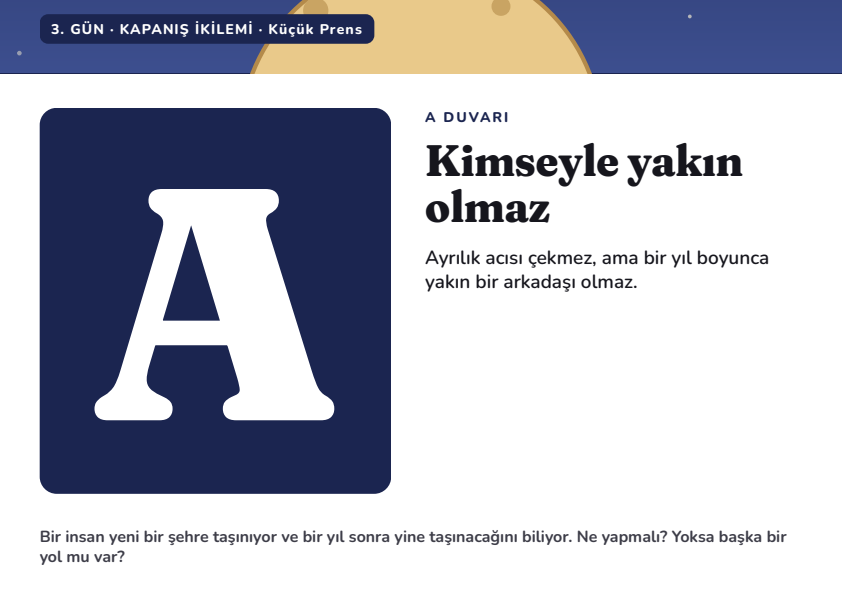 3. GÜN · KAPANIŞ İKİLEMİ · Küçük Prens
A DUVARI
A
Kimseyle yakın
olmaz
Ayrılık acısı çekmez, ama bir yıl boyunca
yakın bir arkadaşı olmaz.
Bir insan yeni bir şehre taşınıyor ve bir yıl sonra yine taşınacağını biliyor. Ne yapmalı? Yoksa başka bir
yol mu var?